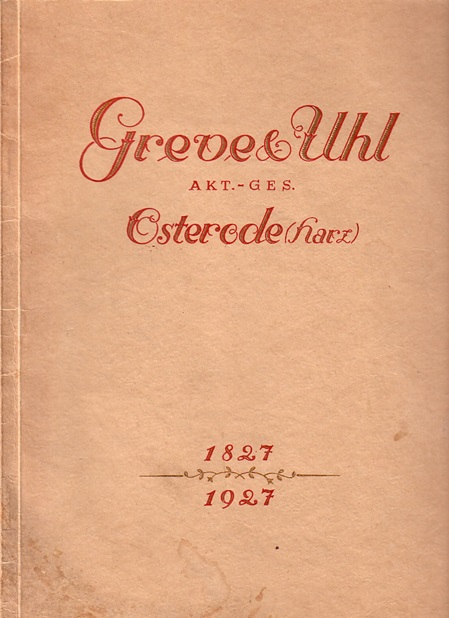 Greve & Uhl
AKT.-GES.
Osterode (Harz)
1827
1927